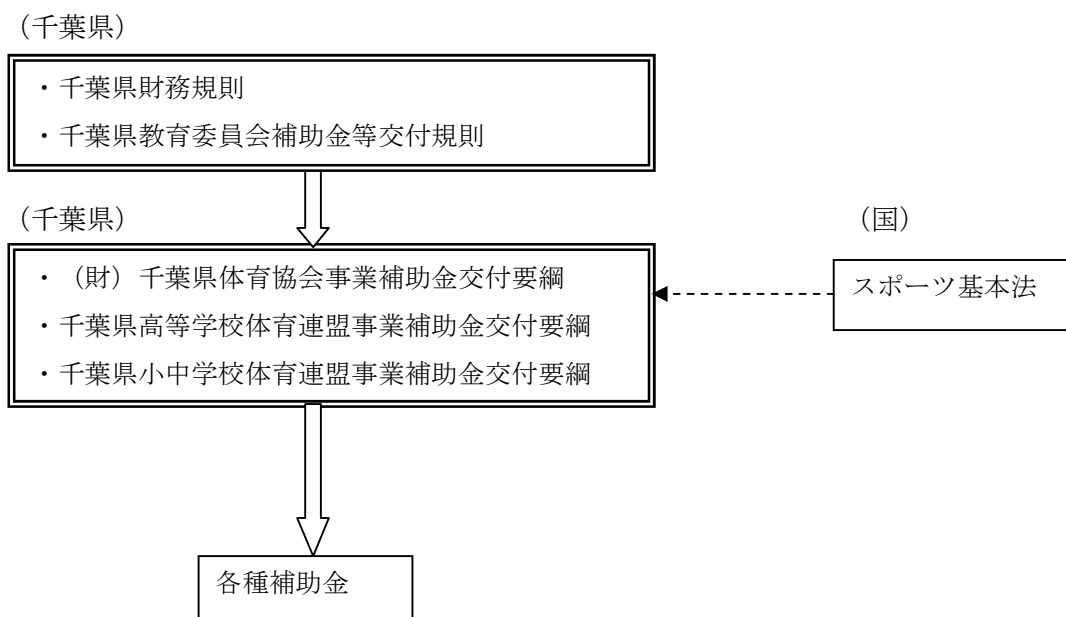 （千葉県）
・千葉県財務規則
・千葉県教育委員会補助金等交付規則
（千葉県）
（国）
・（財）千葉県体育協会事業補助金交付要綱
・千葉県高等学校体育連盟事業補助金交付要綱
・千葉県小中学校体育連盟事業補助金交付要綱
スポーツ基本法
各種補助金